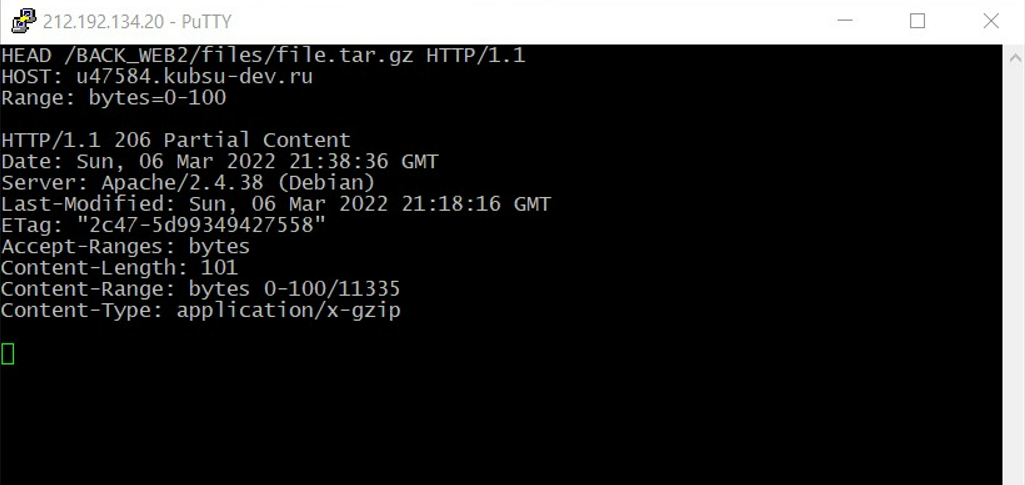 212.192.134.20 - PuTTY
HEAD /BACK_WEB2/files/file.tar.gz HTTP/1.1
HOST: u47584.kubsu-dev.ru
Range: bytes=0-100
HTTP/1.1 206 Partial Content
Date: Sun, 06 Mar 2022 21:38:36 GMT
Server: Apache/2.4.38 (Debian)
Last-Modified: Sun, 06 Mar 2022 21:18:16 GMT
ETag: "2c47-5d99349427558"
Accept-Ranges: bytes
Content-Length: 101
Content-Range: bytes 0-100/11335
Content-Type: application/x-gzip